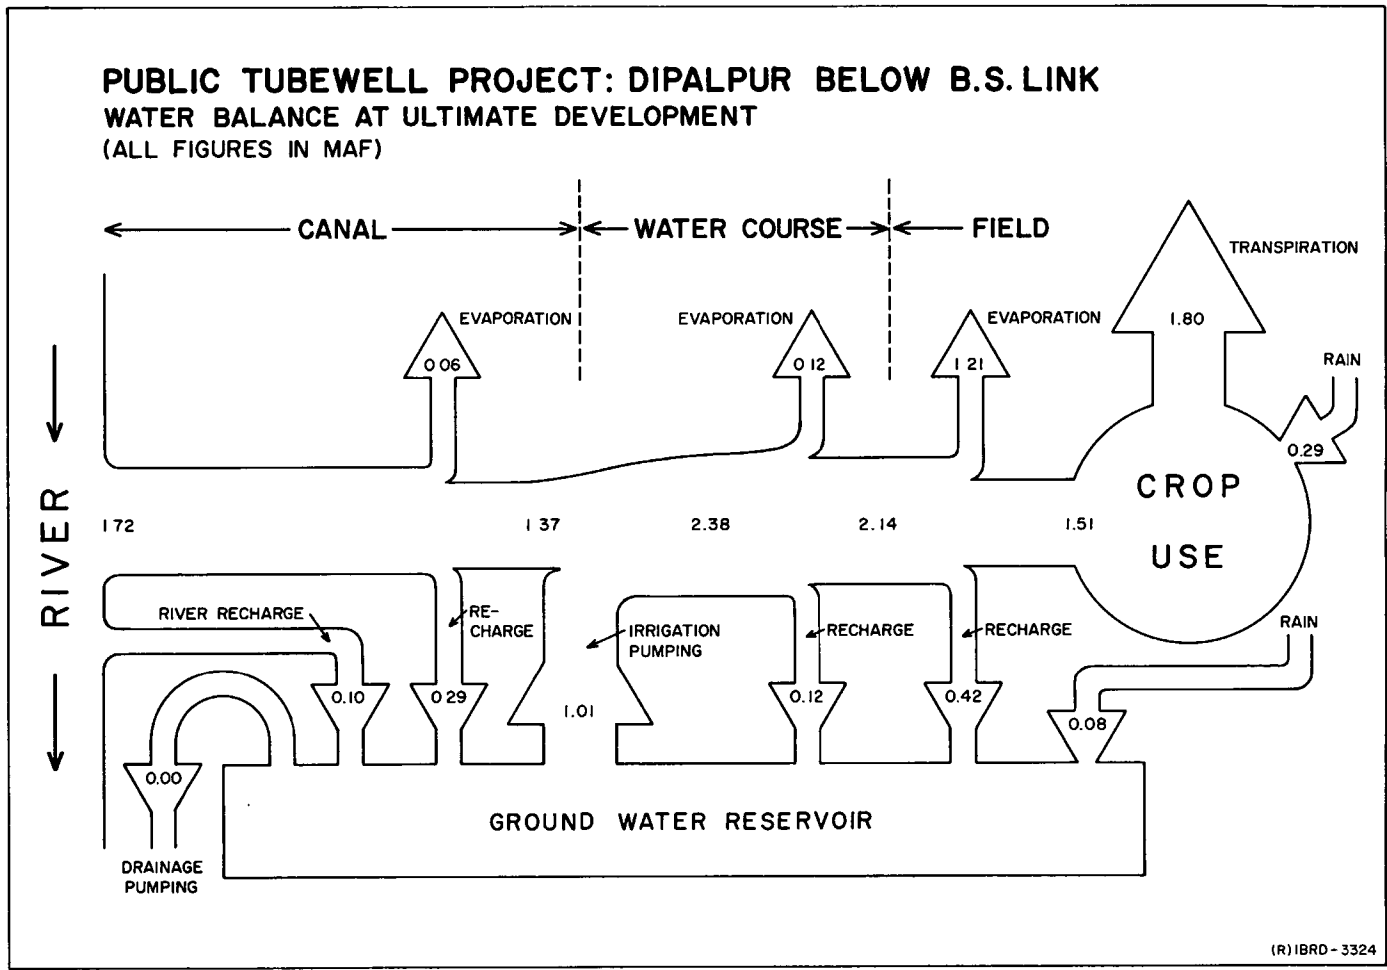 PUBLIC TUBEWELL PROJECT: DIPALPUR BELOW B.S. LINK
WATER BALANCE AT ULTIMATE DEVELOPMENT
(ALL FIGURES IN MAF)
CANAL
WATER COURSE
FIELD
TRANSPIRATION
1.80
EVAPORATION
0 06
EVAPORATION
0 12
EVAPORATION
1 21
RAIN
0.29
RIVER
1 72
1 37
2.38
2.14
1.51
CROP
USE
RIVER RECHARGE
RE-
CHARGE
IRRIGATION
PUMPING
RECHARGE
RECHARGE
RAIN
0.10
0 29
1.01
0.12
0.42
0.08
0.00
GROUND WATER RESERVOIR
DRAINAGE
PUMPING
(R) IBRD-3324